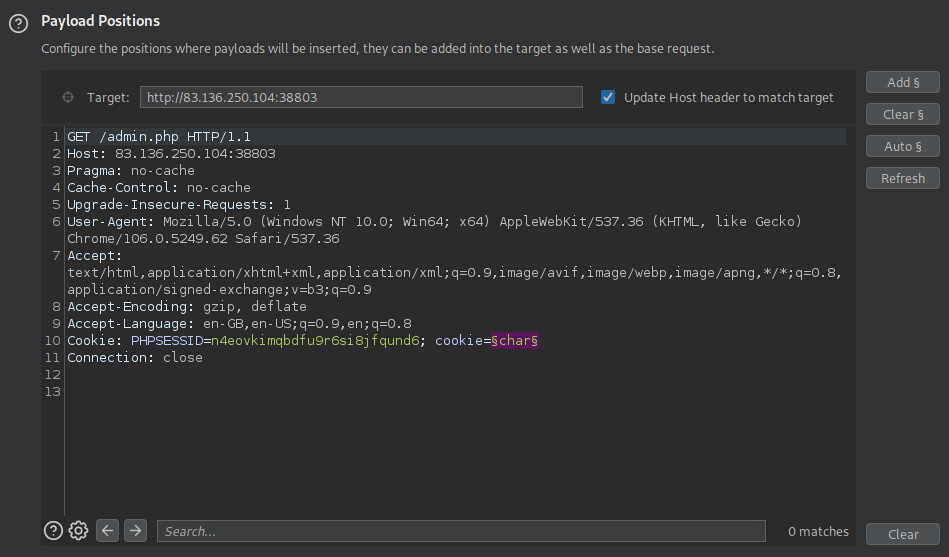 Payload Positions
Configure the positions where payloads will be inserted, they can be added into the target as well as the base request.
Target: http://83.136.250.104:38803 Update Host header to match target
Add §
Clear §
Auto §
Refresh
1 GET /admin.php HTTP/1.1
2 Host: 83.136.250.104:38803
3 Pragma: no-cache
4 Cache-Control: no-cache
5 Upgrade-Insecure-Requests: 1
6 User-Agent: Mozilla/5.0 (Windows NT 10.0; Win64; x64) AppleWebKit/537.36 (KHTML, like Gecko)
Chrome/106.0.5249.62 Safari/537.36
7 Accept:
text/html,application/xhtml+xml,application/xml;q=0.9,image/avif,image/webp,image/apng,*/*;q=0.8,
application/signed-exchange;v=b3;q=0.9
8 Accept-Encoding: gzip, deflate
9 Accept-Language: en-GB,en-US;q=0.9,en;q=0.8
10 Cookie: PHPSESSID=n4eovkimqbdfu9r6si8jfqund6; cookie=§char§
11 Connection: close
12
13
Search... 0 matches Clear